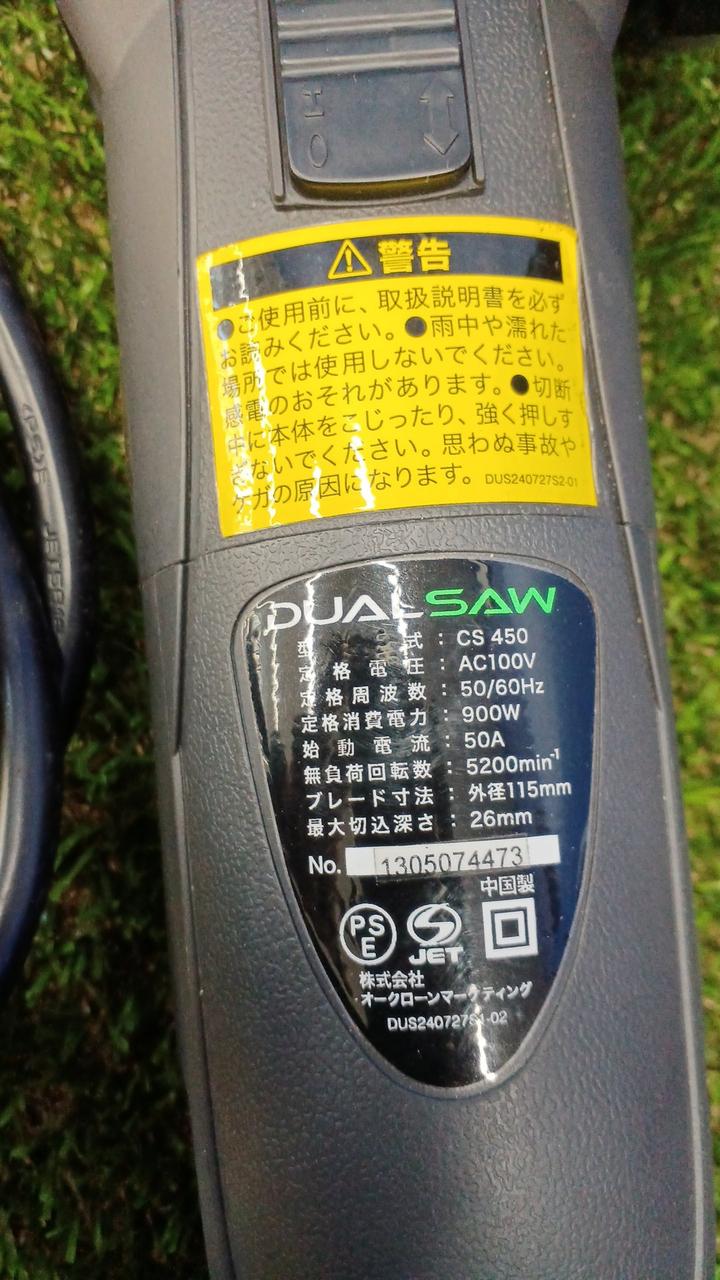 I
O
警告
●ご使用前に、取扱説明書を必ず
お読みください。●雨中や濡れた
場所では使用しないでください。
感電のおそれがあります。●切断
中に本体をこじったり、強く押しす
ぎないでください。思わぬ事故や
ケガの原因になります。 DUS240727S2-01
DUALSAW
型式：CS 450
定格電圧：AC100V
定格周波数：50/60Hz
定格消費電力：900W
始動電流：50A
無負荷回転数：5200min⁻¹
ブレード寸法：外径115mm
最大切込深さ：26mm
No. 1305074473
中国製
PSE
JET
株式会社
オークローンマーケティング
DUS240727S1-02